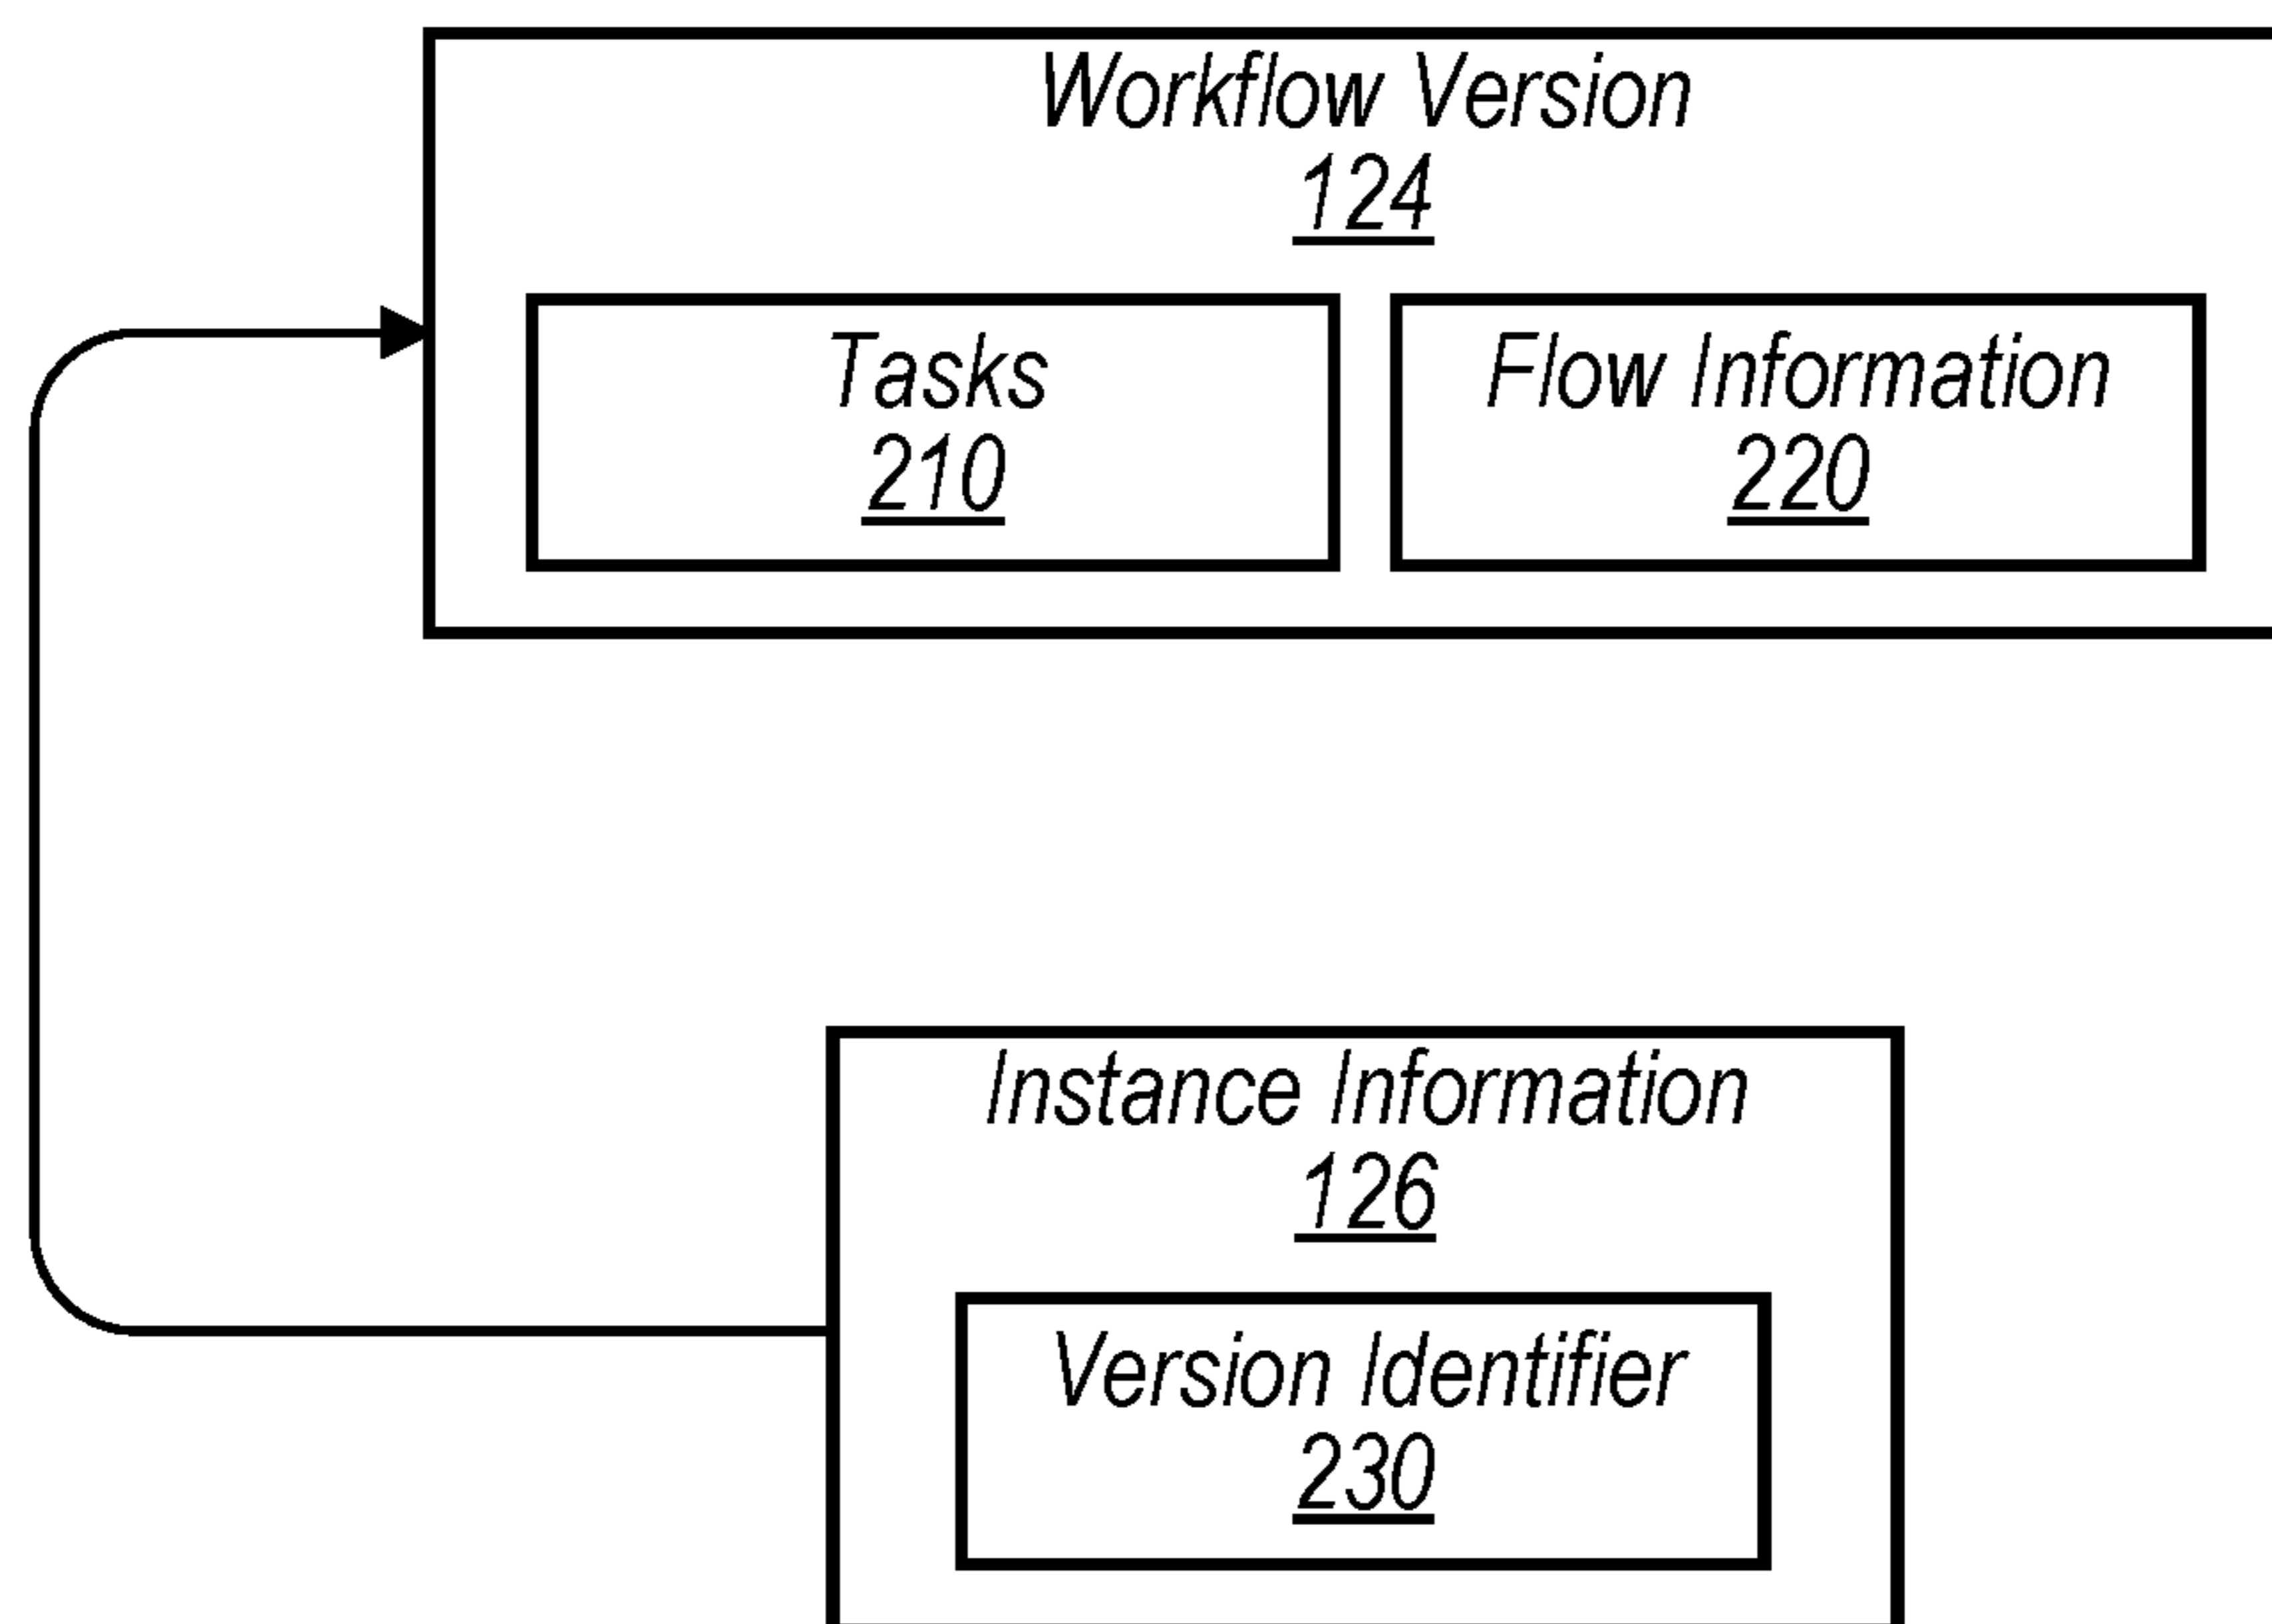 Workflow Version
124
Tasks
210
Flow Information
220
Instance Information
126
Version Identifier
230